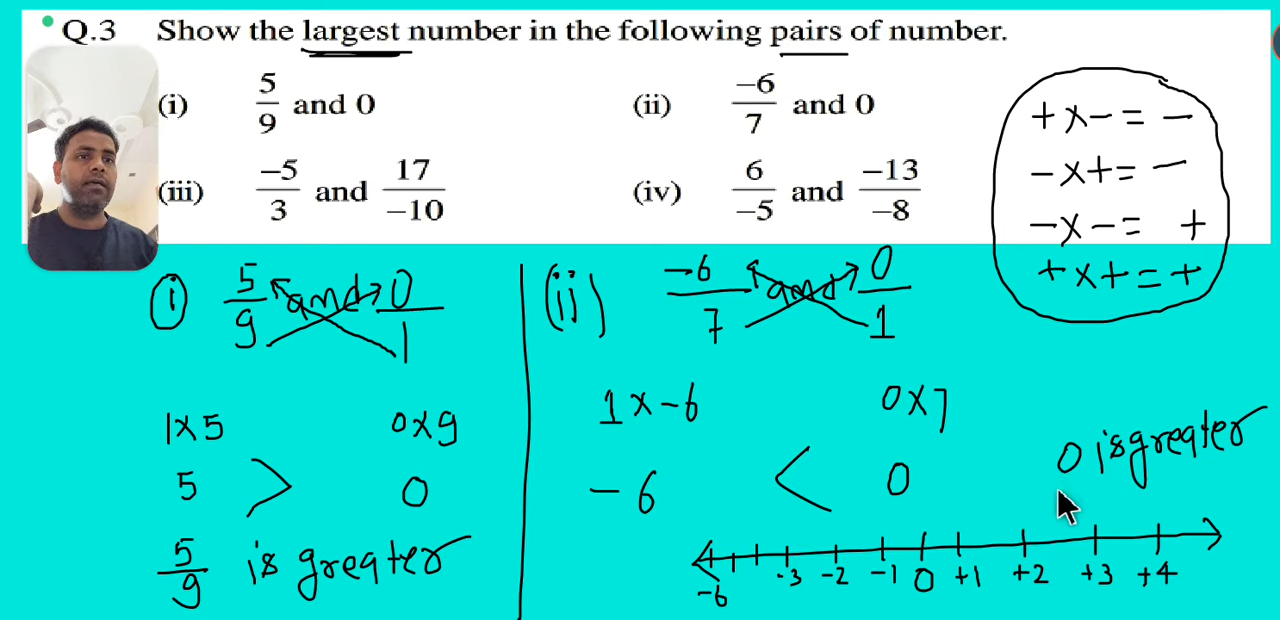 Q.3 Show the largest number in the following pairs of number.
(i) 5/9 and 0
(ii) -6/7 and 0
(iii) -5/3 and 17/-10
(iv) 6/-5 and -13/-8
+ x - = -
- x + = -
- x - = +
+ x + = +
(i) 5/9 and 0/1
1x5 0x9
5 > 0
5/9 is greater
(ii) -6/7 and 0/1
1x-6 0x7
-6 < 0
0 is greater
-6 -3 -2 -1 0 +1 +2 +3 +4